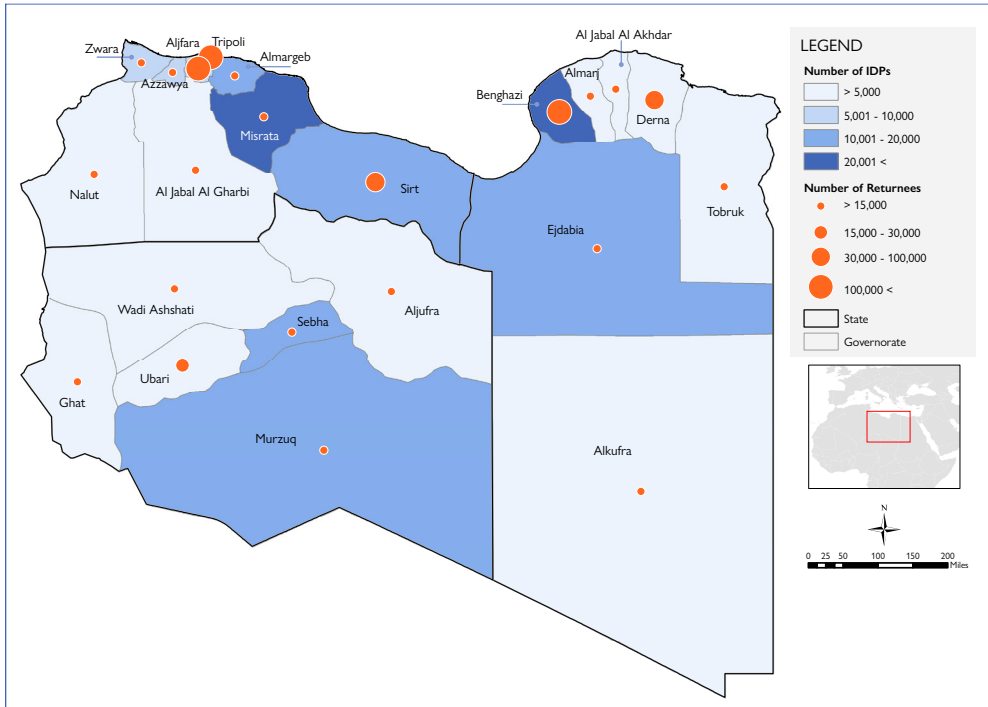 Al Jabal Al Akhdar
Zwara
Aljfara
Tripoli
Almargeb
Azzawya
Almarj
Benghazi
Derna
Misrata
Nalut
Al Jabal Al Gharbi
Sirt
Tobruk
Ejdabia
Wadi Ashshati
Aljufra
Sebha
Ubari
Ghat
Murzuq
Alkufra
LEGEND
Number of IDPs
> 5,000
5,001 - 10,000
10,001 - 20,000
20,001 <
Number of Returnees
> 15,000
15,000 - 30,000
30,000 - 100,000
100,000 <
State
Governorate
N
0 25 50 100 150 200
Miles